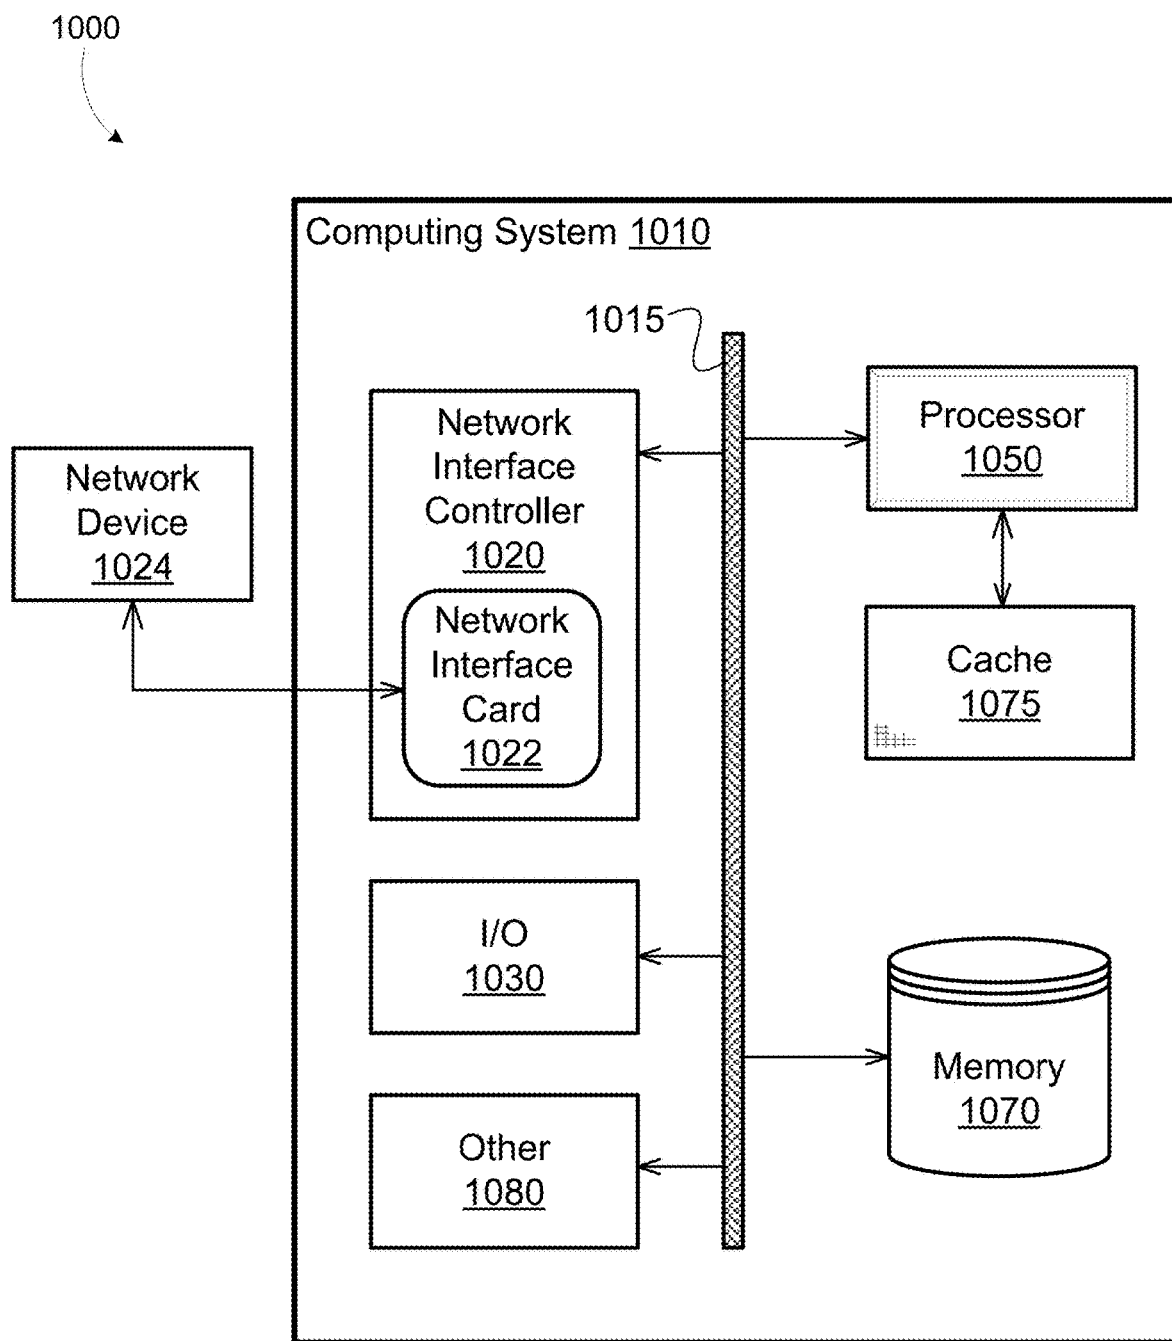 1000
Computing System 1010
1015
Network
Interface
Controller
1020
Network
Interface
Card
1022
Network
Device
1024
Processor
1050
Cache
1075
I/O
1030
Memory
1070
Other
1080